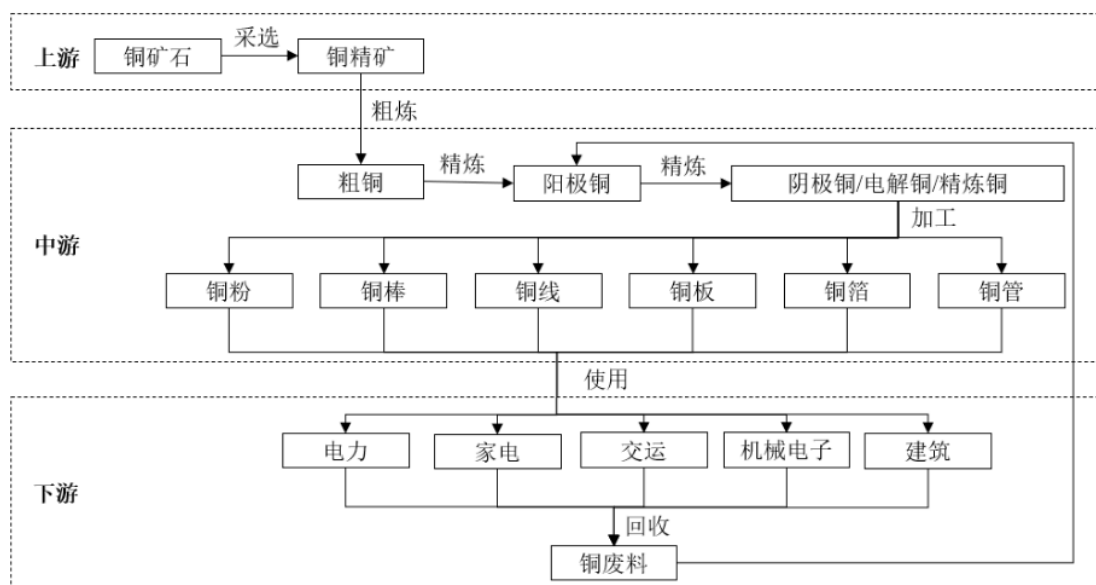 上游
铜矿石
采选
铜精矿
粗炼
中游
粗铜
精炼
阳极铜
精炼
阴极铜/电解铜/精炼铜
加工
铜粉
铜棒
铜线
铜板
铜箔
铜管
使用
下游
电力
家电
交运
机械电子
建筑
回收
铜废料